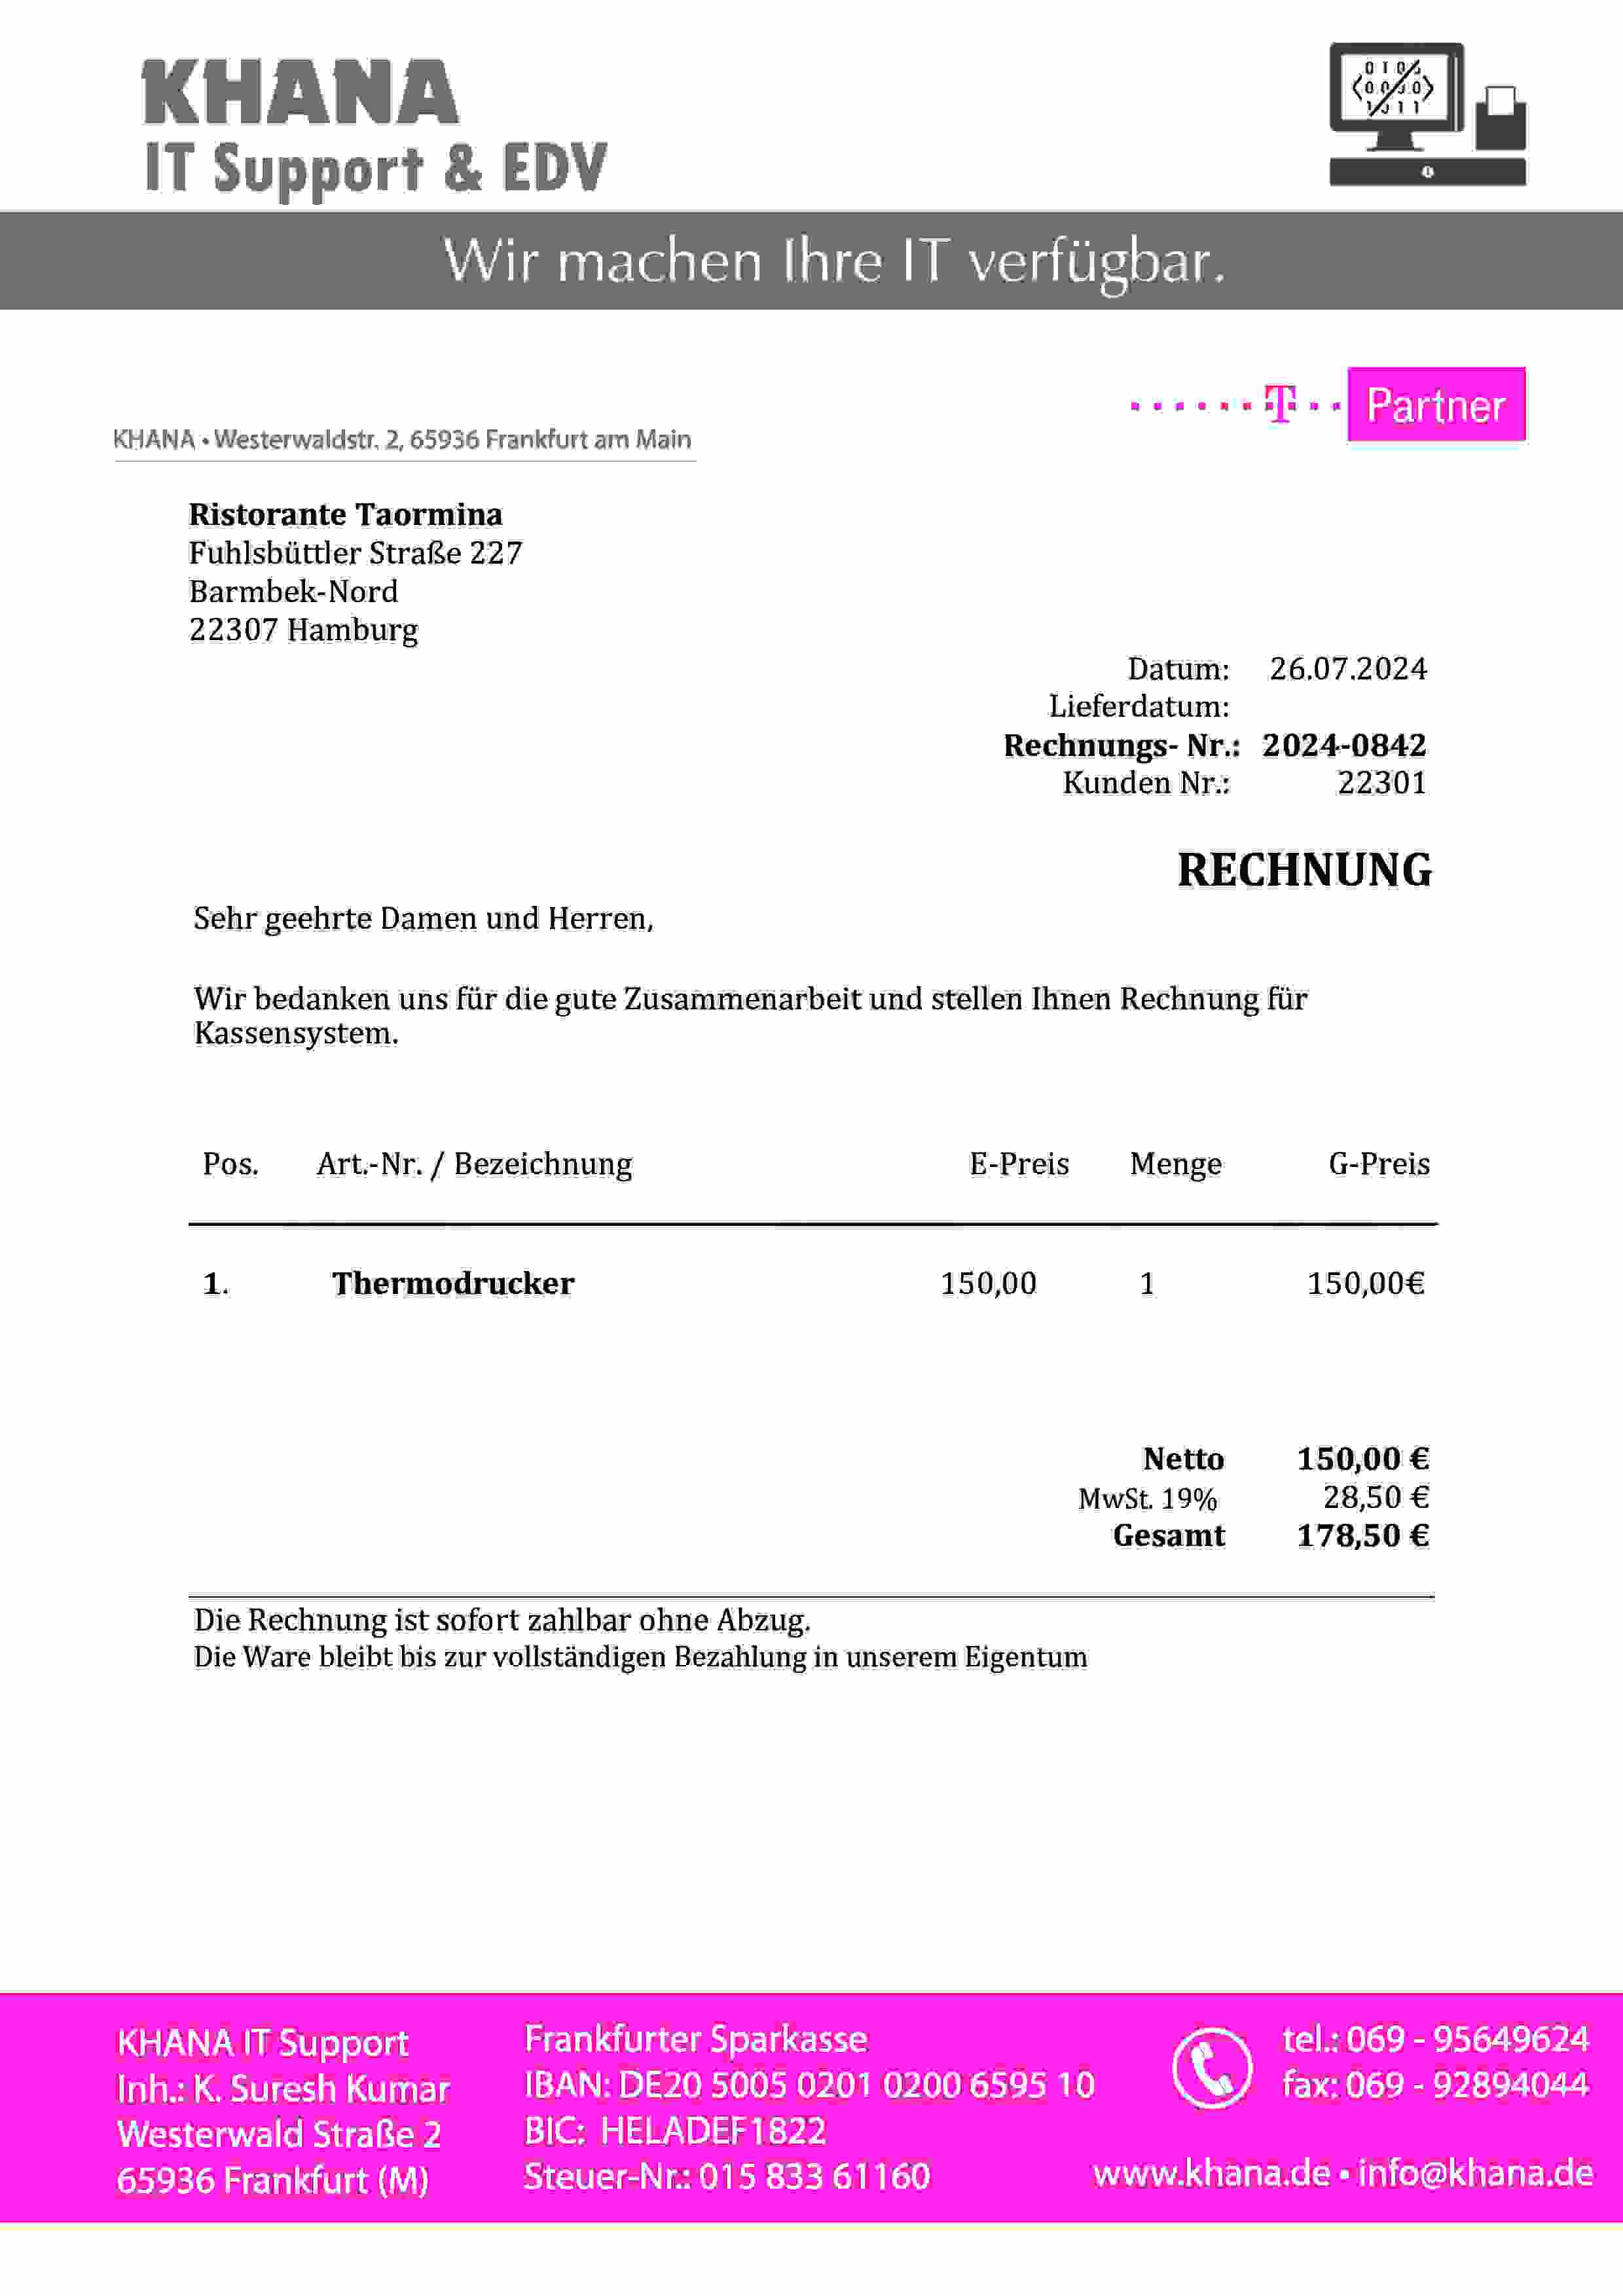 KHANA
IT Support & EDV
Wir machen Ihre IT verfügbar.
T Partner
KHANA • Westerwaldstr. 2, 65936 Frankfurt am Main
Ristorante Taormina
Fuhlsbüttler Straße 227
Barmbek-Nord
22307 Hamburg
Datum: 26.07.2024
Lieferdatum:
Rechnungs- Nr.: 2024-0842
Kunden Nr.: 22301
RECHNUNG
Sehr geehrte Damen und Herren,
Wir bedanken uns für die gute Zusammenarbeit und stellen Ihnen Rechnung für
Kassensystem.
Pos. Art.-Nr. / Bezeichnung E-Preis Menge G-Preis
1. Thermodrucker 150,00 1 150,00€
Netto 150,00 €
MwSt. 19% 28,50 €
Gesamt 178,50 €
Die Rechnung ist sofort zahlbar ohne Abzug.
Die Ware bleibt bis zur vollständigen Bezahlung in unserem Eigentum
KHANA IT Support
Inh.: K. Suresh Kumar
Westerwald Straße 2
65936 Frankfurt (M)
Frankfurter Sparkasse
IBAN: DE20 5005 0201 0200 6595 10
BIC: HELADEF1822
Steuer-Nr.: 015 833 61160
tel.: 069 - 95649624
fax: 069 - 92894044
www.khana.de • info@khana.de